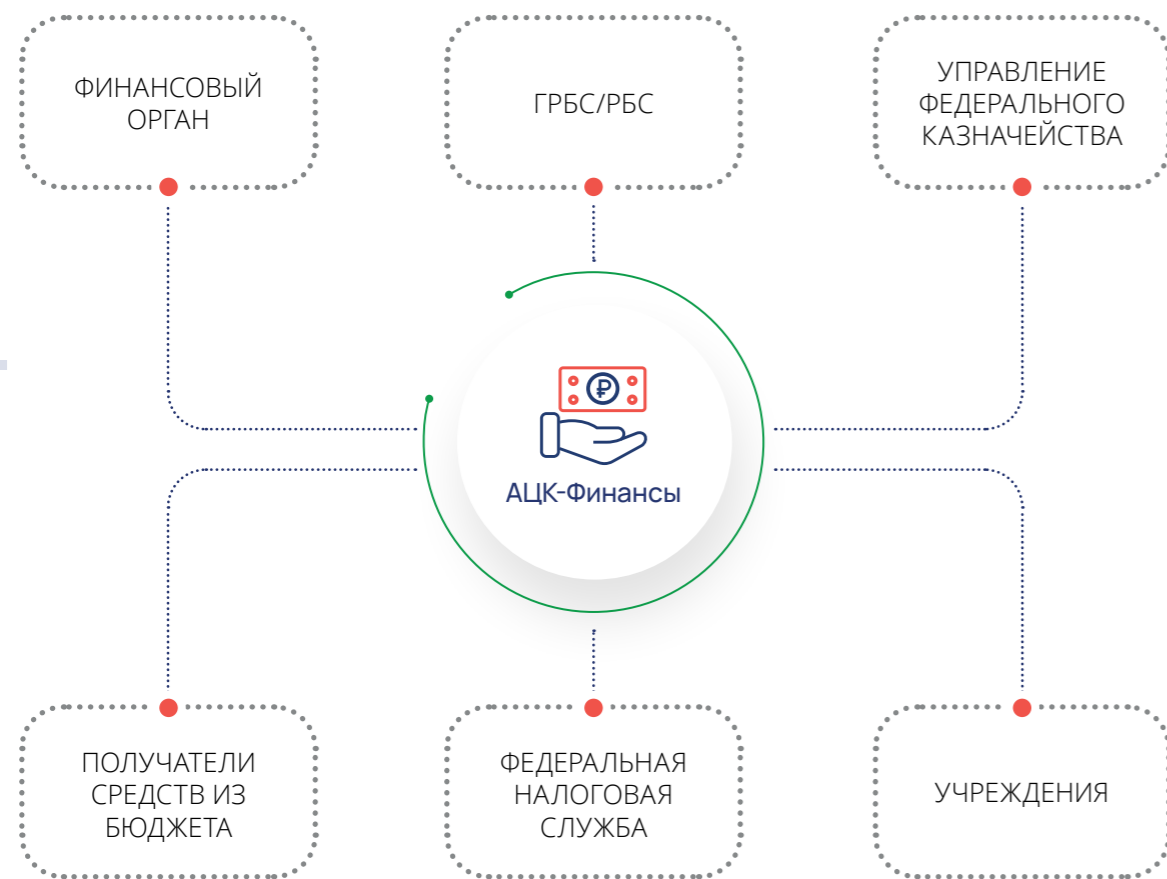 ФИНАНСОВЫЙ
ОРГАН
ГРБС/РБС
УПРАВЛЕНИЕ
ФЕДЕРАЛЬНОГО
КАЗНАЧЕЙСТВА
₽
АЦК-Финансы
ПОЛУЧАТЕЛИ
СРЕДСТВ ИЗ
БЮДЖЕТА
ФЕДЕРАЛЬНАЯ
НАЛОГОВАЯ
СЛУЖБА
УЧРЕЖДЕНИЯ